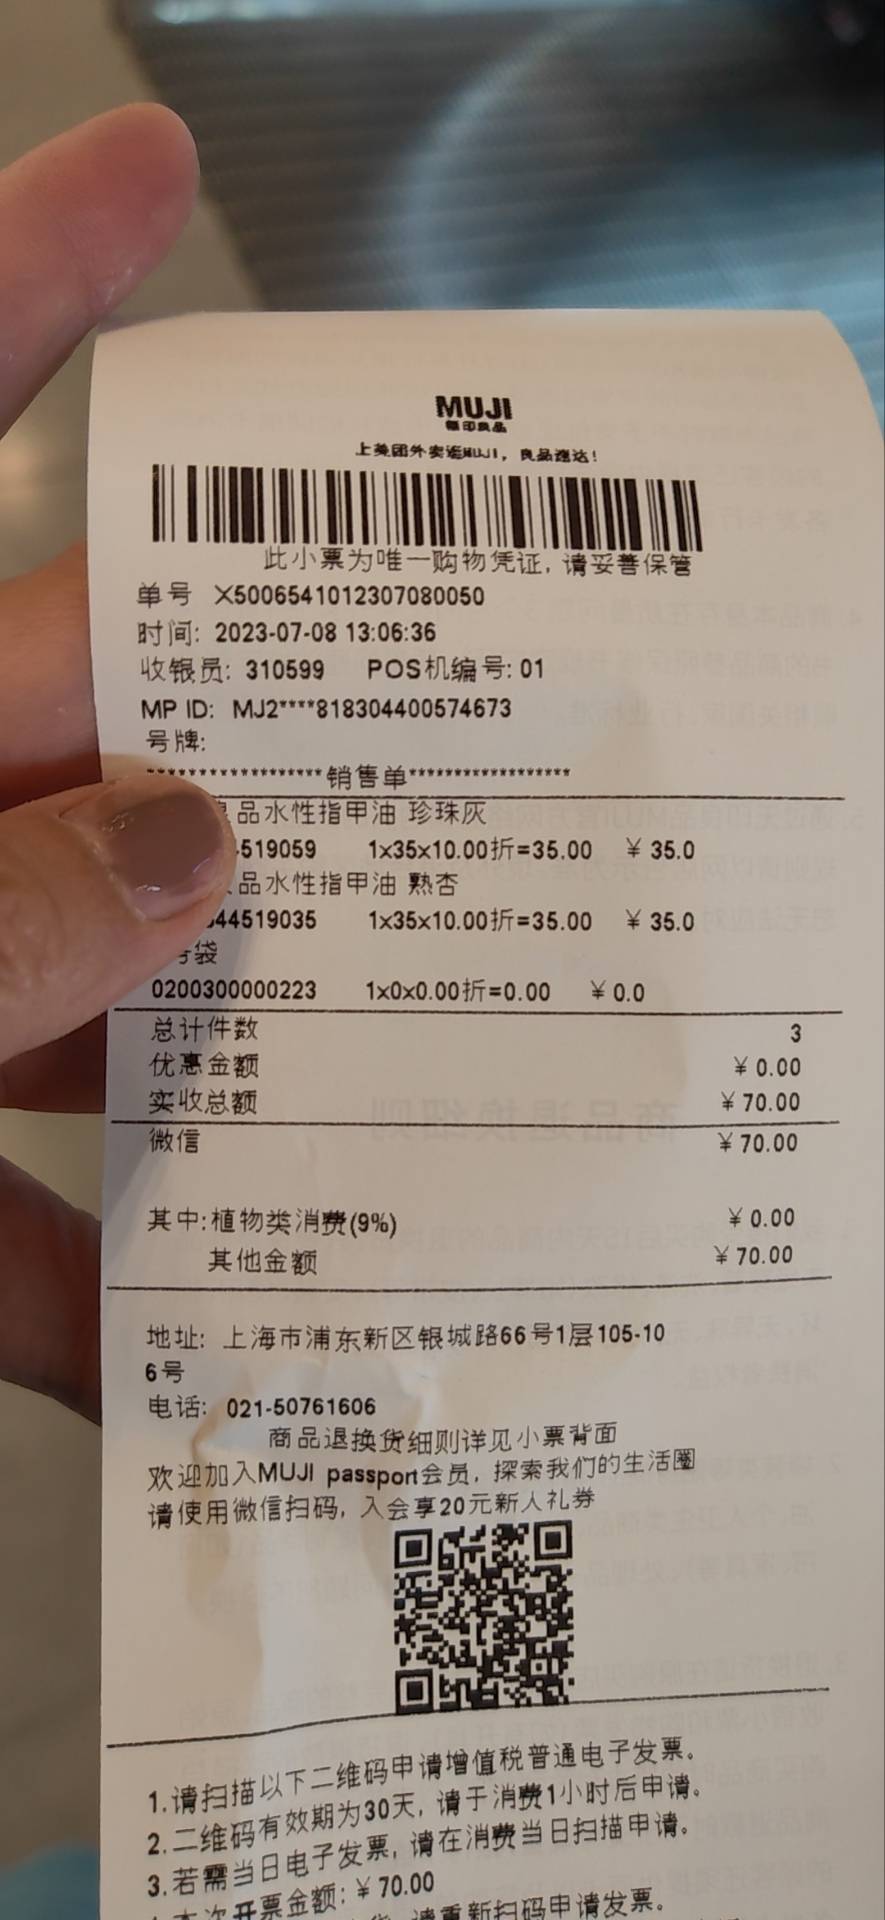 MUJI
無印良品
上美团外卖逛MUJI，良品速达！
此小票为唯一购物凭证, 请妥善保管
单号 X5006541012307080050
时间: 2023-07-08 13:06:36
收银员: 310599 POS机编号: 01
MP ID: MJ2****818304400574673
号牌:
******************销售单******************
品水性指甲油 珍珠灰
4519059 1x35x10.00折=35.00 ¥ 35.0
品水性指甲油 熟杏
44519035 1x35x10.00折=35.00 ¥ 35.0
袋
0200300000223 1x0x0.00折=0.00 ¥ 0.0
总计件数 3
优惠金额 ¥ 0.00
实收总额 ¥ 70.00
微信 ¥ 70.00
其中:植物类消费(9%) ¥ 0.00
其他金额 ¥ 70.00
地址: 上海市浦东新区银城路66号1层105-10
6号
电话: 021-50761606
商品退换货细则详见小票背面
欢迎加入MUJI passport会员, 探索我们的生活圈
请使用微信扫码, 入会享20元新人礼券
1.请扫描以下二维码申请增值税普通电子发票。
2.二维码有效期为30天, 请于消费1小时后申请。
3.若需当日电子发票, 请在消费当日扫描申请。
本次开票金额: ¥ 70.00
请重新扫码申请发票。